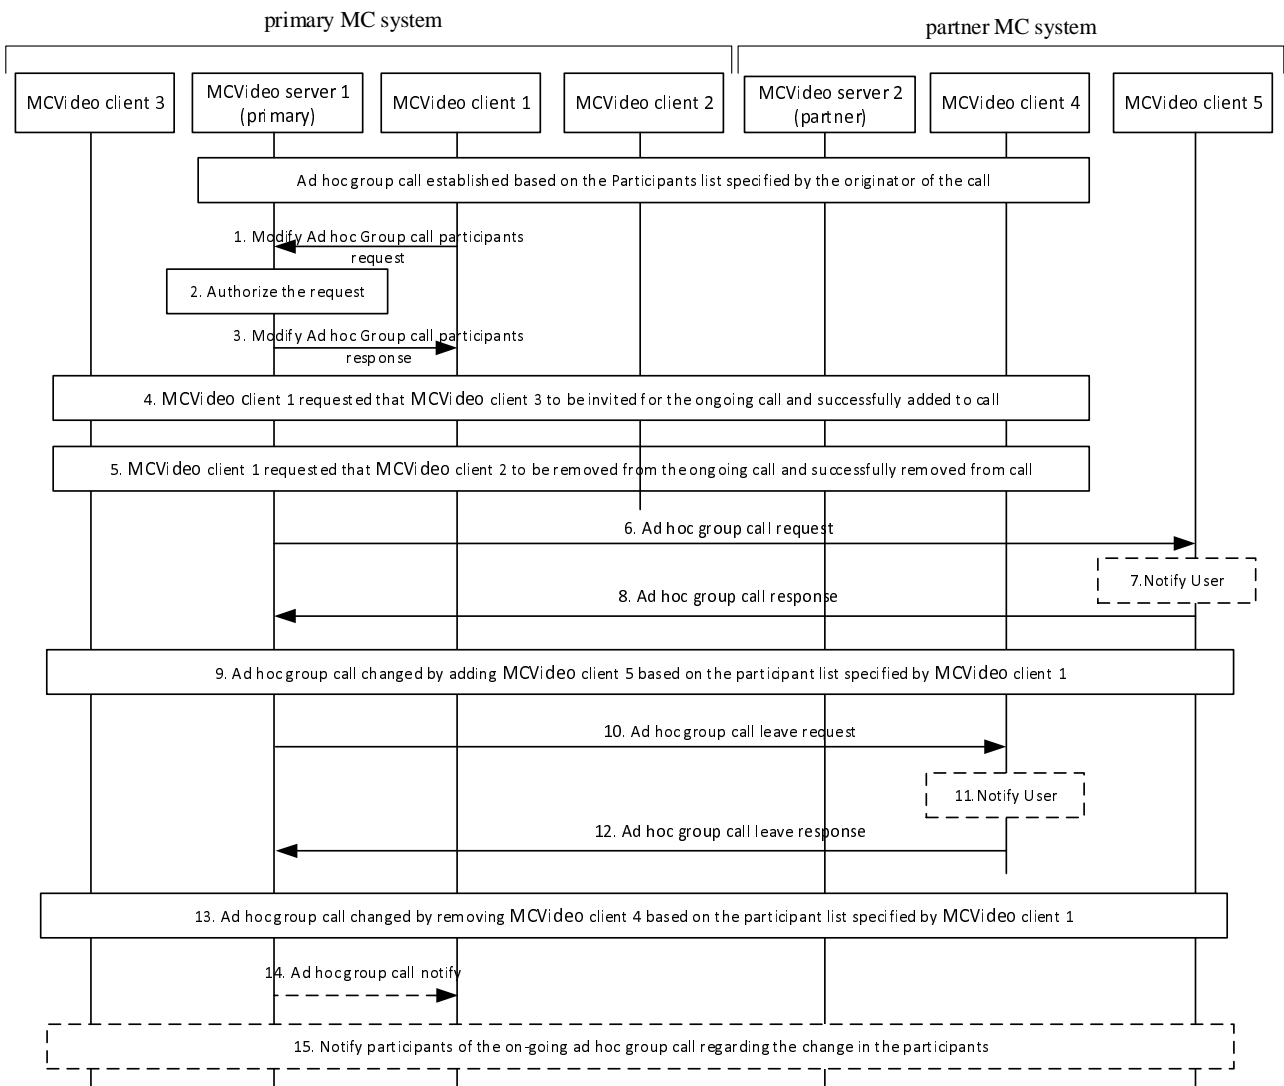 primary MC system
partner MC system
MCVideo client 3
MCVideo server 1
(primary)
MCVideo client 1
MCVideo client 2
MCVideo server 2
(partner)
MCVideo client 4
MCVideo client 5
Ad hoc group call established based on the Participants list specified by the originator of the call
1. Modify Ad hoc Group call participants
request
2. Authorize the request
3. Modify Ad hoc Group call participants
response
4. MCVideo client 1 requested that MCVideo client 3 to be invited for the ongoing call and successfully added to call
5. MCVideo client 1 requested that MCVideo client 2 to be removed from the ongoing call and successfully removed from call
6. Ad hoc group call request
7.Notify User
8. Ad hoc group call response
9. Ad hoc group call changed by adding MCVideo client 5 based on the participant list specified by MCVideo client 1
10. Ad hoc group call leave request
11.Notify User
12. Ad hoc group call leave response
13. Ad hoc group call changed by removing MCVideo client 4 based on the participant list specified by MCVideo client 1
14. Ad hoc group call notify
15. Notify participants of the on-going ad hoc group call regarding the change in the participants